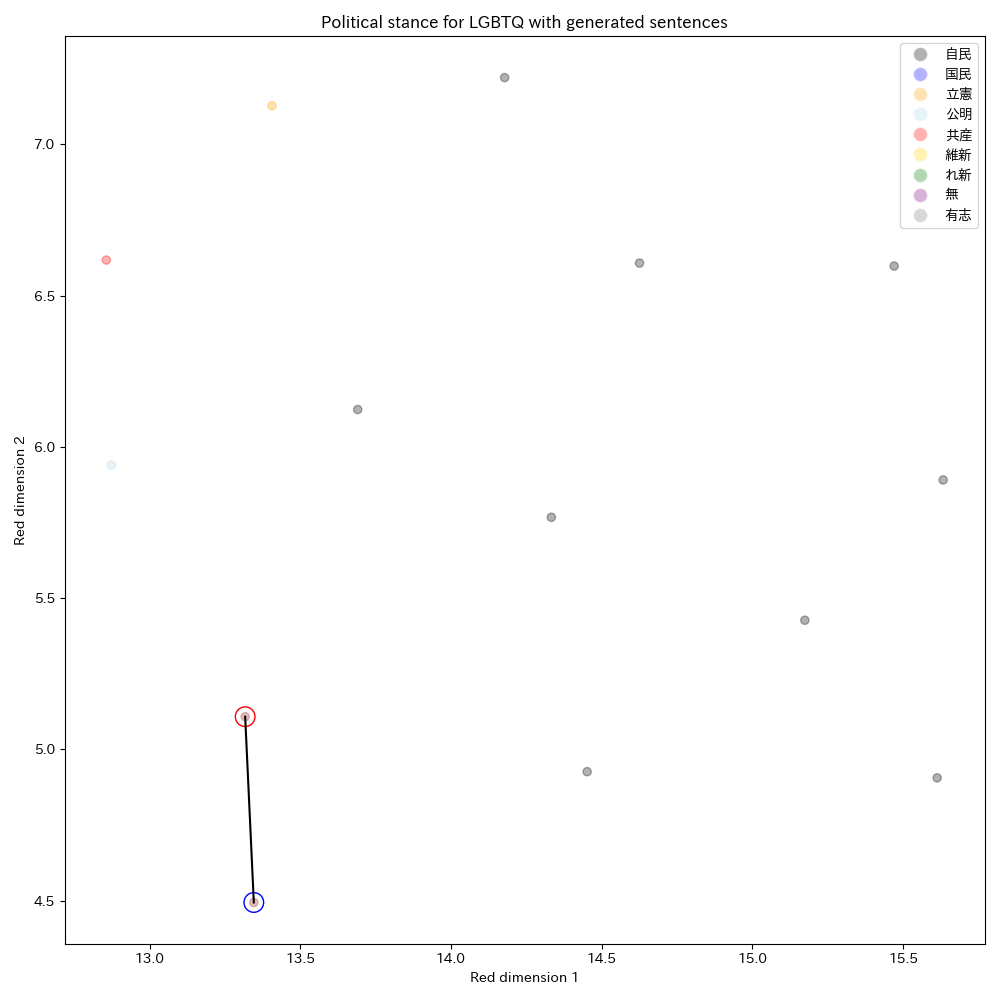 Political stance for LGBTQ with generated sentences
自民
国民
立憲
公明
共産
維新
れ新
無
有志
7.0
6.5
6.0
5.5
5.0
4.5
Red dimension 2
13.0 13.5 14.0 14.5 15.0 15.5
Red dimension 1